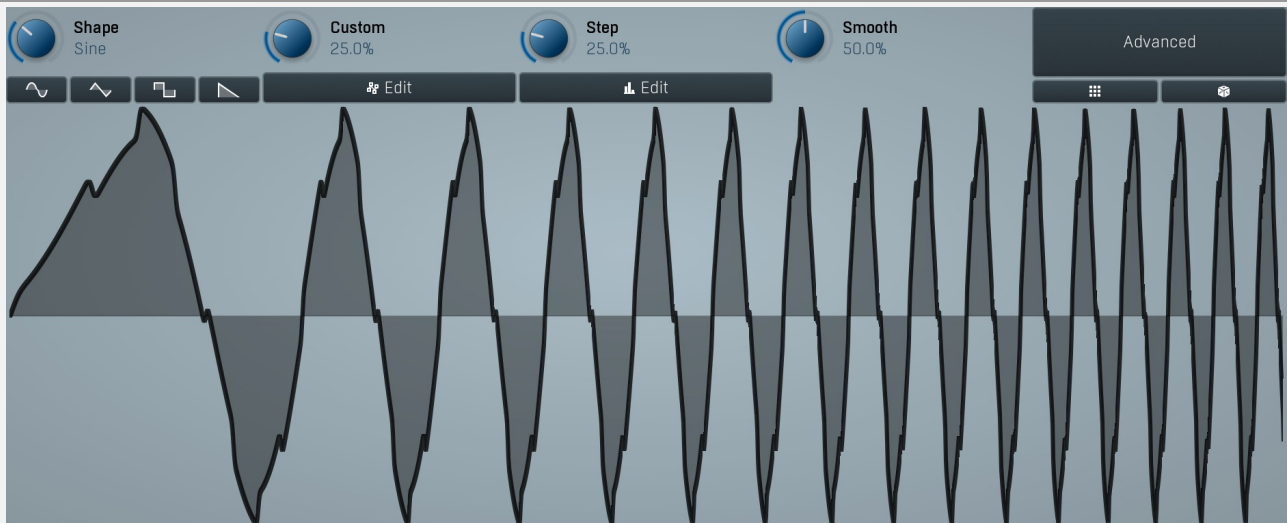 Shape
Sine
Custom
25.0%
Step
25.0%
Smooth
50.0%
Advanced
Edit
Edit